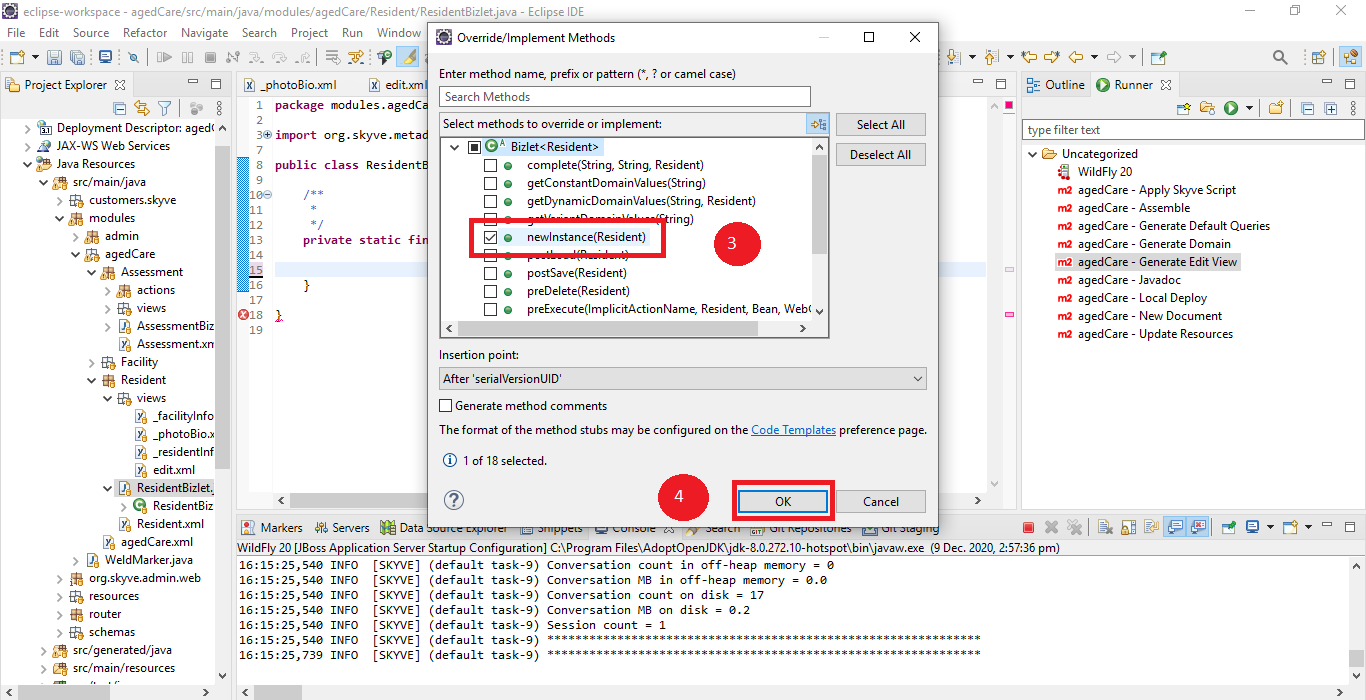 eclipse-workspace - agedCare/src/main/java/modules/agedCare/Resident/ResidentBizlet.java - Eclipse IDE
File Edit Source Refactor Navigate Search Project Run Window
Project Explorer
Deployment Descriptor: aged
JAX-WS Web Services
Java Resources
src/main/java
customers.skyve
modules
admin
agedCare
Assessment
actions
views
AssessmentBiz
Assessment.xm
Facility
Resident
views
_facilityInfo
_photoBio.x
_residentInf
edit.xml
ResidentBizlet.
ResidentBiz
Resident.xml
agedCare.xml
WeldMarker.java
org.skyve.admin.web
resources
router
schemas
src/generated/java
src/main/resources
_photoBio.xml
edit.xml
1 package modules.agedCa
2
3 import org.skyve.metad
7
8 public class ResidentB
9
10 /**
11 *
12 */
13 private static fin
14
15
16 }
17
18 }
19
Override/Implement Methods
Enter method name, prefix or pattern (*, ? or camel case)
Search Methods
Select methods to override or implement:
Select All
Deselect All
Bizlet<Resident>
complete(String, String, Resident)
getConstantDomainValues(String)
getDynamicDomainValues(String, Resident)
getVariantDomainValues(String)
newInstance(Resident)
3
postLoad(Resident)
postSave(Resident)
preDelete(Resident)
preExecute(ImplicitActionName, Resident, Bean, WebC
Insertion point:
After 'serialVersionUID'
Generate method comments
The format of the method stubs may be configured on the Code Templates preference page.
1 of 18 selected.
4
OK
Cancel
Outline
Runner
type filter text
Uncategorized
WildFly 20
m2 agedCare - Apply Skyve Script
m2 agedCare - Assemble
m2 agedCare - Generate Default Queries
m2 agedCare - Generate Domain
m2 agedCare - Generate Edit View
m2 agedCare - Javadoc
m2 agedCare - Local Deploy
m2 agedCare - New Document
m2 agedCare - Update Resources
Markers Servers Data Source Explorer Snippets Console Search Git Repositories Git Staging
WildFly 20 [JBoss Application Server Startup Configuration] C:\Program Files\AdoptOpenJDK\jdk-8.0.272.10-hotspot\bin\javaw.exe (9 Dec. 2020, 2:57:36 pm)
16:15:25,540 INFO [SKYVE] (default task-9) Conversation count in off-heap memory = 0
16:15:25,540 INFO [SKYVE] (default task-9) Conversation MB in off-heap memory = 0.0
16:15:25,540 INFO [SKYVE] (default task-9) Conversation count on disk = 17
16:15:25,540 INFO [SKYVE] (default task-9) Conversation MB on disk = 0.2
16:15:25,540 INFO [SKYVE] (default task-9) Session count = 1
16:15:25,540 INFO [SKYVE] (default task-9) **********************************************************
16:15:25,739 INFO [SKYVE] (default task-9) **********************************************************